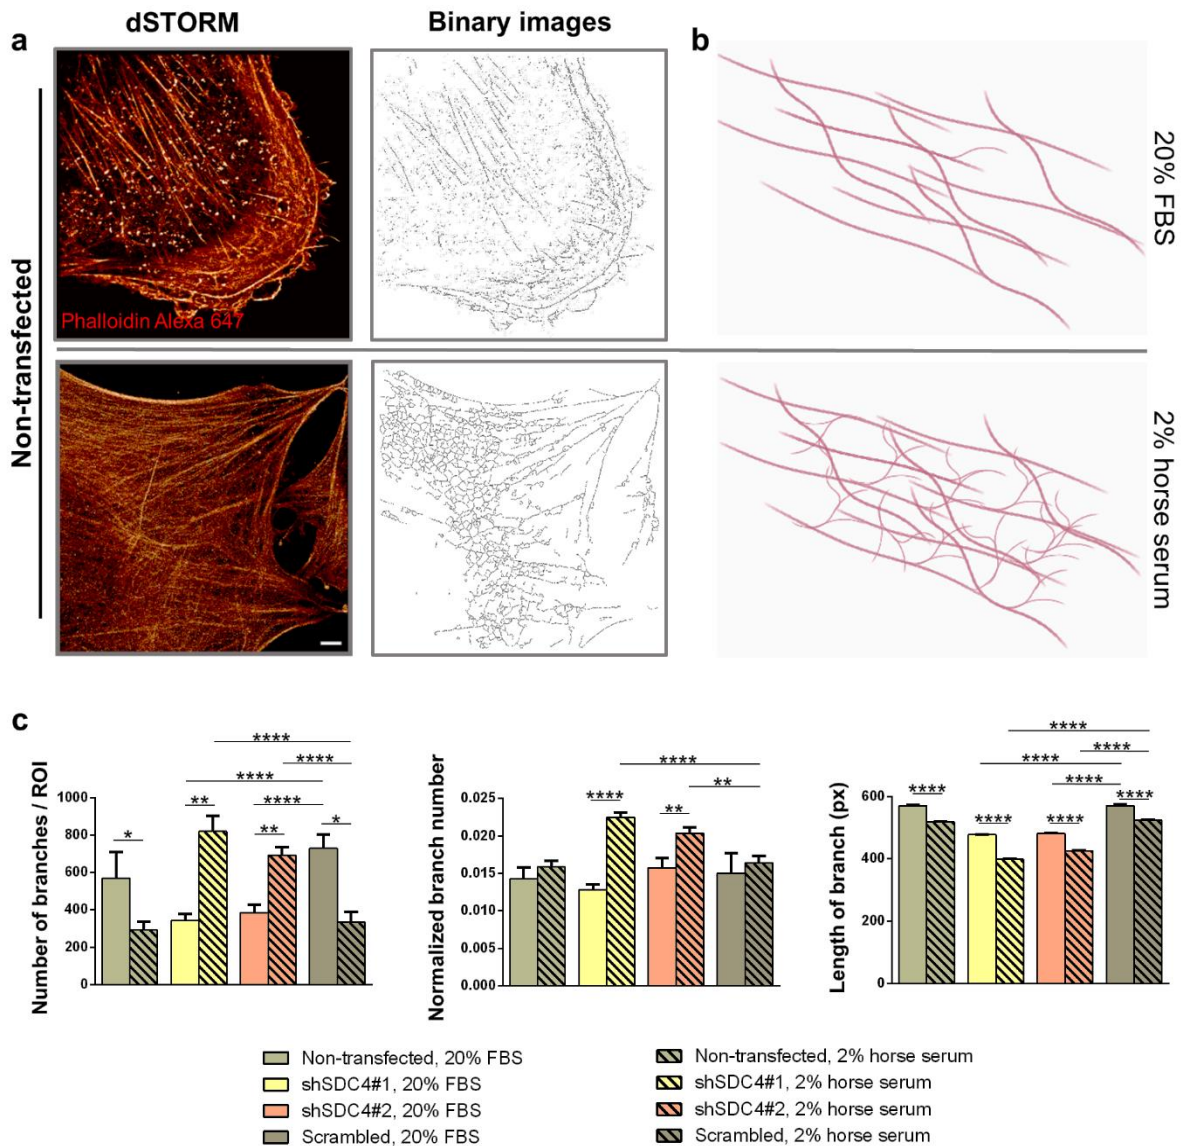 a
dSTORM
Binary images
b
Non-transfected
Phalloidin Alexa 647
20% FBS
2% horse serum
c
Number of branches / ROI
1000
800
600
400
200
0
*
**
**
*
****
****
****
****
Normalized branch number
0.025
0.020
0.015
0.010
0.005
0.000
****
**
****
**
Length of branch (px)
600
400
200
0
****
****
****
****
****
****
****
****
Non-transfected, 20% FBS
shSDC4#1, 20% FBS
shSDC4#2, 20% FBS
Scrambled, 20% FBS
Non-transfected, 2% horse serum
shSDC4#1, 2% horse serum
shSDC4#2, 2% horse serum
Scrambled, 2% horse serum